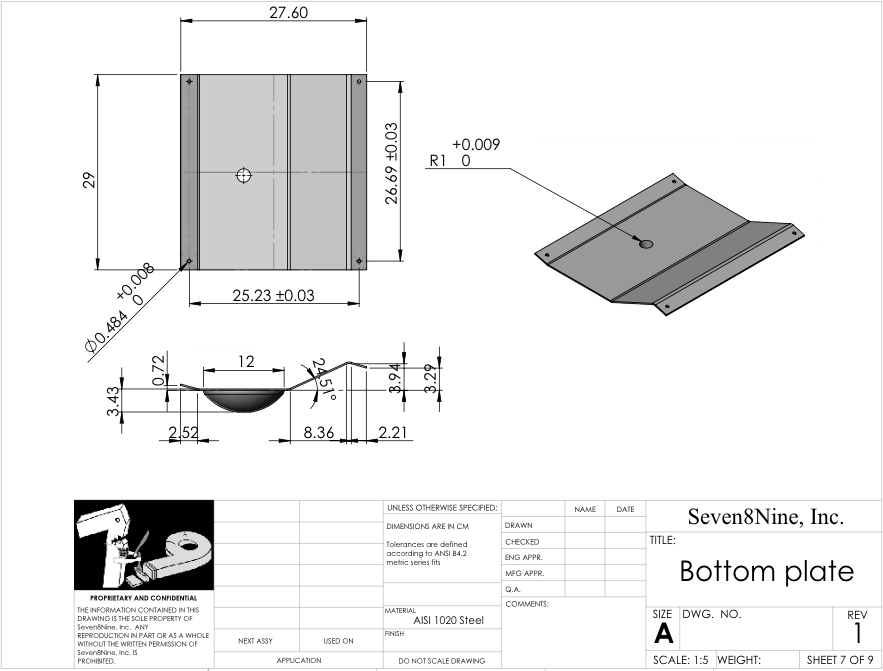 27.60
29
26.69 ±0.03
25.23 ±0.03
+0.008
Ø0.484 0
+0.009
R1 0
0.72
12
24.51°
3.94
3.29
3.43
2.52
8.36
2.21
PROPRIETARY AND CONFIDENTIAL
THE INFORMATION CONTAINED IN THIS
DRAWING IS THE SOLE PROPERTY OF
Seven8Nine, Inc. ANY
REPRODUCTION IN PART OR AS A WHOLE
WITHOUT THE WRITTEN PERMISSION OF
Seven8Nine, Inc. IS
PROHIBITED.
NEXT ASSY
USED ON
APPLICATION
UNLESS OTHERWISE SPECIFIED:
DIMENSIONS ARE IN CM
Tolerances are defined
according to ANSI B4.2
metric series fits
MATERIAL
AISI 1020 Steel
FINISH
DO NOT SCALE DRAWING
NAME
DATE
DRAWN
CHECKED
ENG APPR.
MFG APPR.
Q.A.
COMMENTS:
Seven8Nine, Inc.
TITLE:
Bottom plate
SIZE
A
DWG. NO.
REV
1
SCALE: 1:5
WEIGHT:
SHEET 7 OF 9